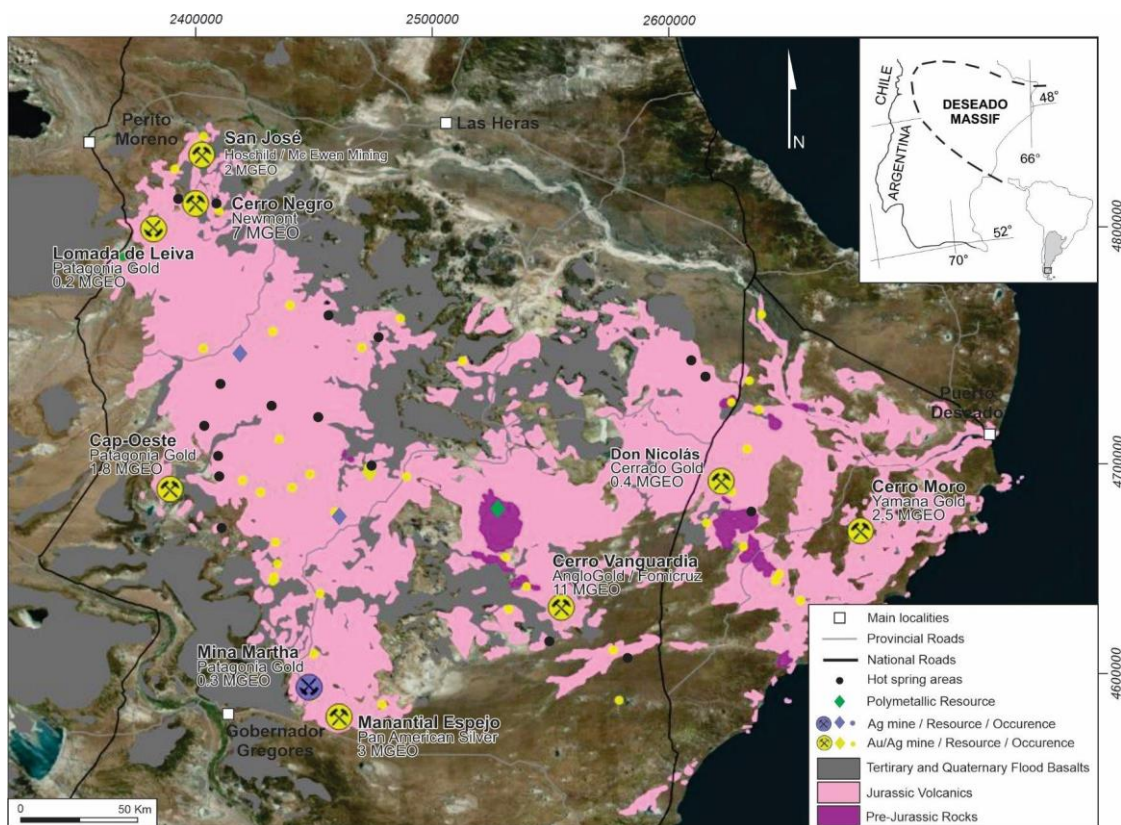 2400000
2500000
2600000
4800000
4700000
4600000
Perito
Moreno
Las Heras
N
San José
Hoschild / Mc Ewen Mining
2 MGEO
Cerro Negro
Newmont
7 MGEO
Lomada de Leiva
Patagonia Gold
0.2 MGEO
Cap-Oeste
Patagonia Gold
1.8 MGEO
Don Nicolás
Cerrado Gold
0.4 MGEO
Puerto
Deseado
Cerro Moro
Yamana Gold
2,5 MGEO
Cerro Vanguardia
AngloGold / Fomicruz
11 MGEO
Mina Martha
Patagonia Gold
0.3 MGEO
Manantial Espejo
Pan American Silver
3 MGEO
Gobernador
Gregores
0 50 Km
CHILE
ARGENTINA
DESEADO
MASSIF
48°
66°
52°
70°
Main localities
Provincial Roads
National Roads
Hot spring areas
Polymetallic Resource
Ag mine / Resource / Occurence
Au/Ag mine / Resource / Occurence
Tertirary and Quaternary Flood Basalts
Jurassic Volcanics
Pre-Jurassic Rocks